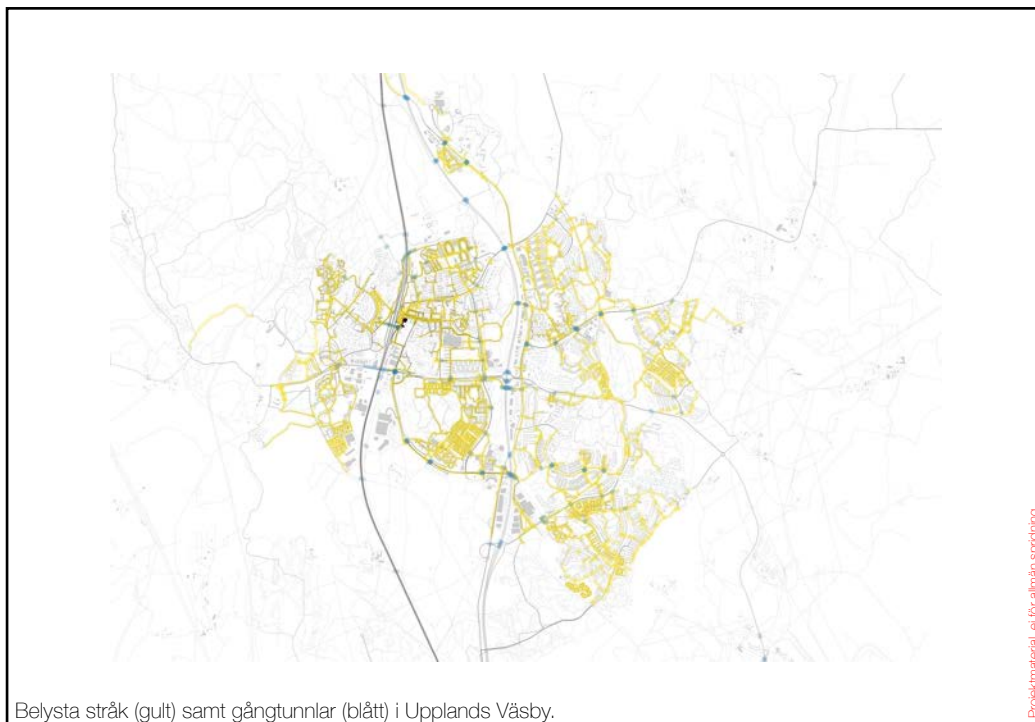 Belysta stråk (gult) samt gångtunnlar (blått) i Upplands Väsby.
Projektmaterial, ej för allmän spridning